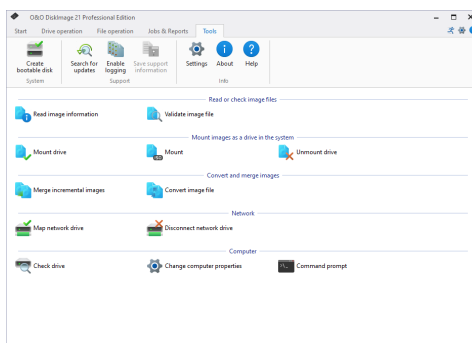 O&O DiskImage 21 Professional Edition
Start Drive operation File operation Jobs & Reports Tools
Create bootable disk
Search for updates
Enable logging
Save support information
Settings
About
Help
System Support Info
Read or check image files
Read image information Validate image file
Mount images as a drive in the system
Mount drive Mount Unmount drive
Convert and merge images
Merge incremental images Convert image file
Network
Map network drive Disconnect network drive
Computer
Check drive Change computer properties Command prompt